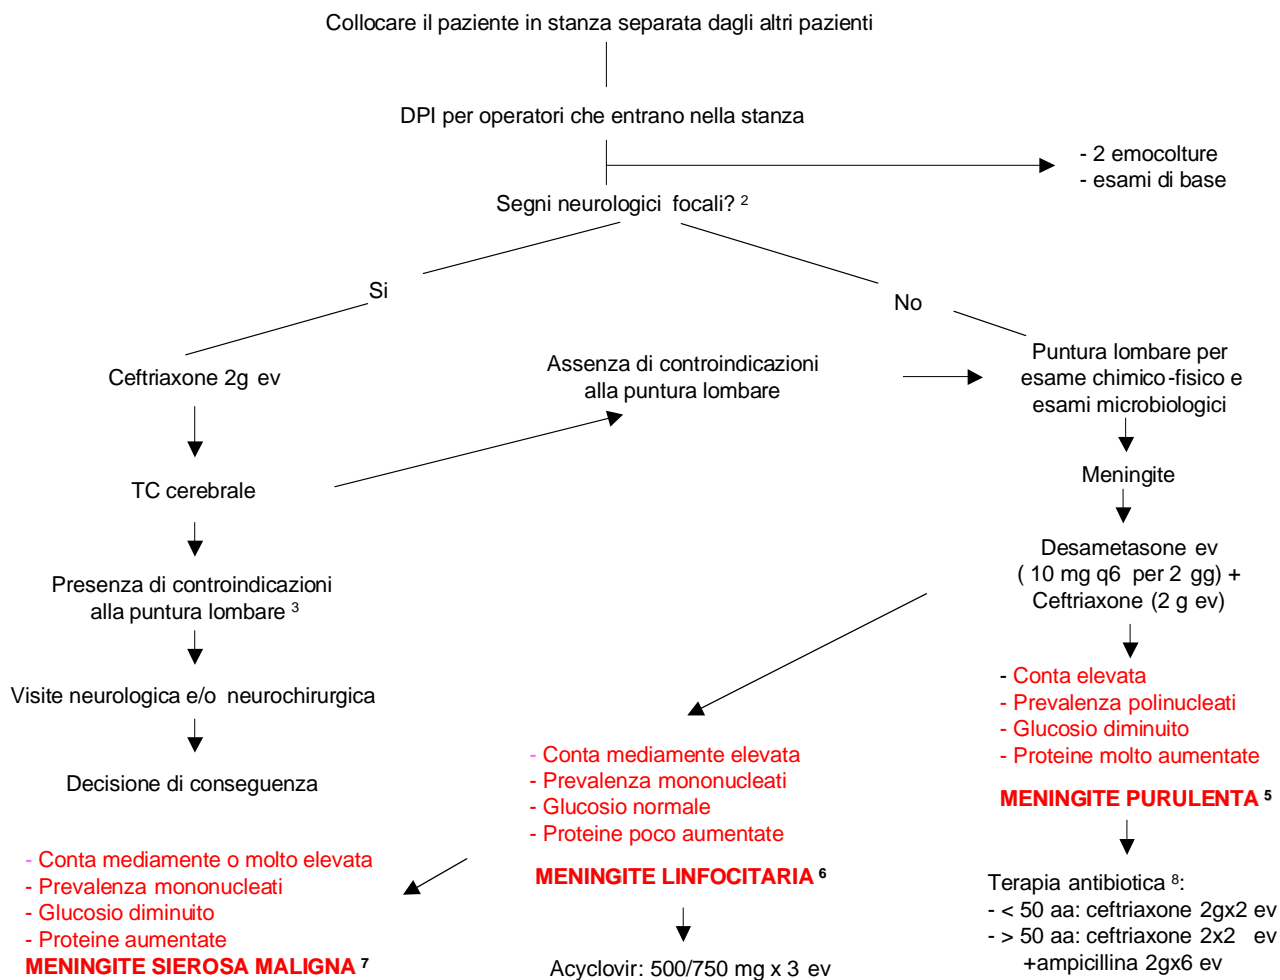 Collocare il paziente in stanza separata dagli altri pazienti
DPI per operatori che entrano nella stanza
- 2 emocolture
- esami di base
Segni neurologici focali? 2
Si
No
Ceftriaxone 2g ev
Assenza di controindicazioni
alla puntura lombare
Puntura lombare per
esame chimico-fisico e
esami microbiologici
TC cerebrale
Meningite
Presenza di controindicazioni
alla puntura lombare 3
Desametasone ev
( 10 mg q6 per 2 gg) +
Ceftriaxone (2 g ev)
Visite neurologica e/o neurochirurgica
Decisione di conseguenza
- Conta elevata
- Prevalenza polinucleati
- Glucosio diminuito
- Proteine molto aumentate
MENINGITE PURULENTA 5
- Conta mediamente elevata
- Prevalenza mononucleati
- Glucosio normale
- Proteine poco aumentate
MENINGITE LINFOCITARIA 6
- Conta mediamente o molto elevata
- Prevalenza mononucleati
- Glucosio diminuito
- Proteine aumentate
MENINGITE SIEROSA MALIGNA 7
Acyclovir: 500/750 mg x 3 ev
Terapia antibiotica 8:
- < 50 aa: ceftriaxone 2gx2 ev
- > 50 aa: ceftriaxone 2x2 ev
+ampicillina 2gx6 ev